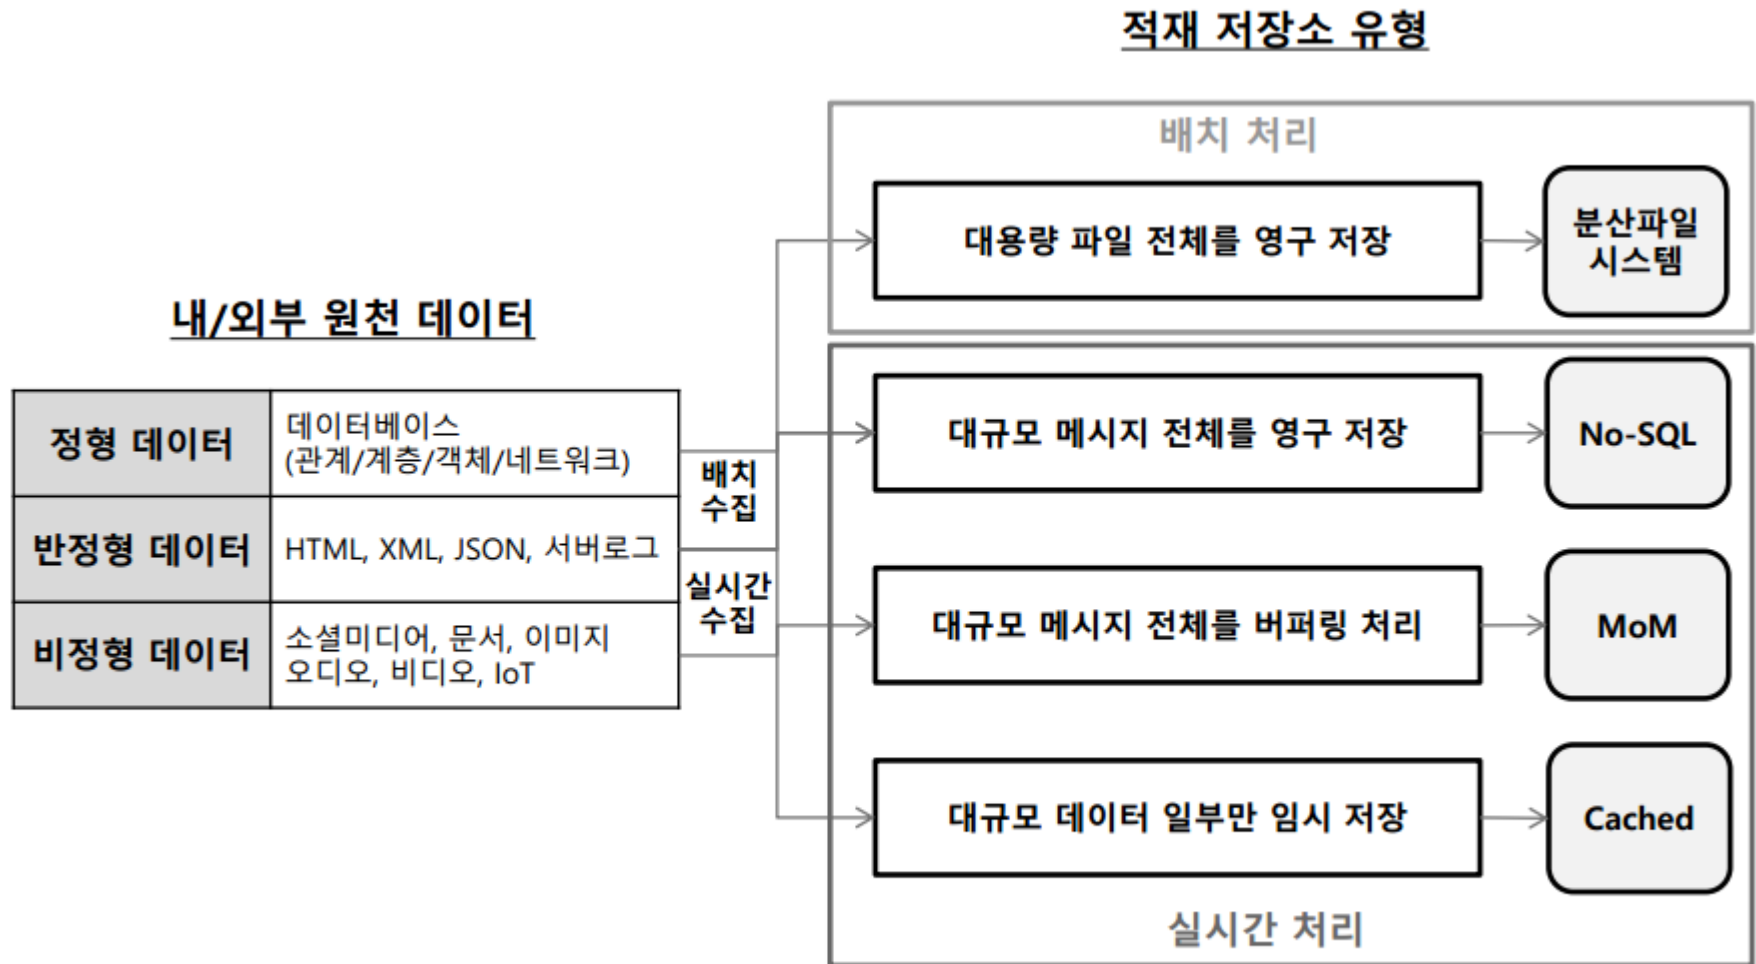 적재 저장소 유형
배치 처리
대용량 파일 전체를 영구 저장
분산파일
시스템
내/외부 원천 데이터
정형 데이터
데이터베이스
(관계/계층/객체/네트워크)
반정형 데이터
HTML, XML, JSON, 서버로그
비정형 데이터
소셜미디어, 문서, 이미지
오디오, 비디오, IoT
배치
수집
실시간
수집
대규모 메시지 전체를 영구 저장
No-SQL
대규모 메시지 전체를 버퍼링 처리
MoM
대규모 데이터 일부만 임시 저장
Cached
실시간 처리